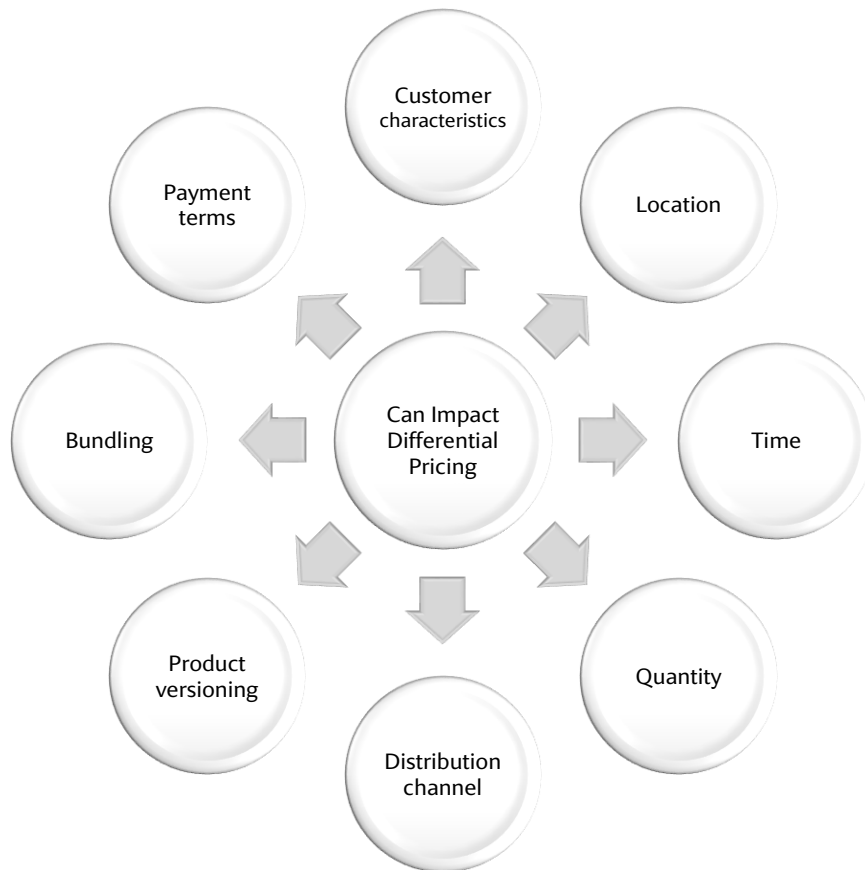 Customer
characteristics
Payment
terms
Location
Can Impact
Differential
Pricing
Bundling
Time
Product
versioning
Quantity
Distribution
channel